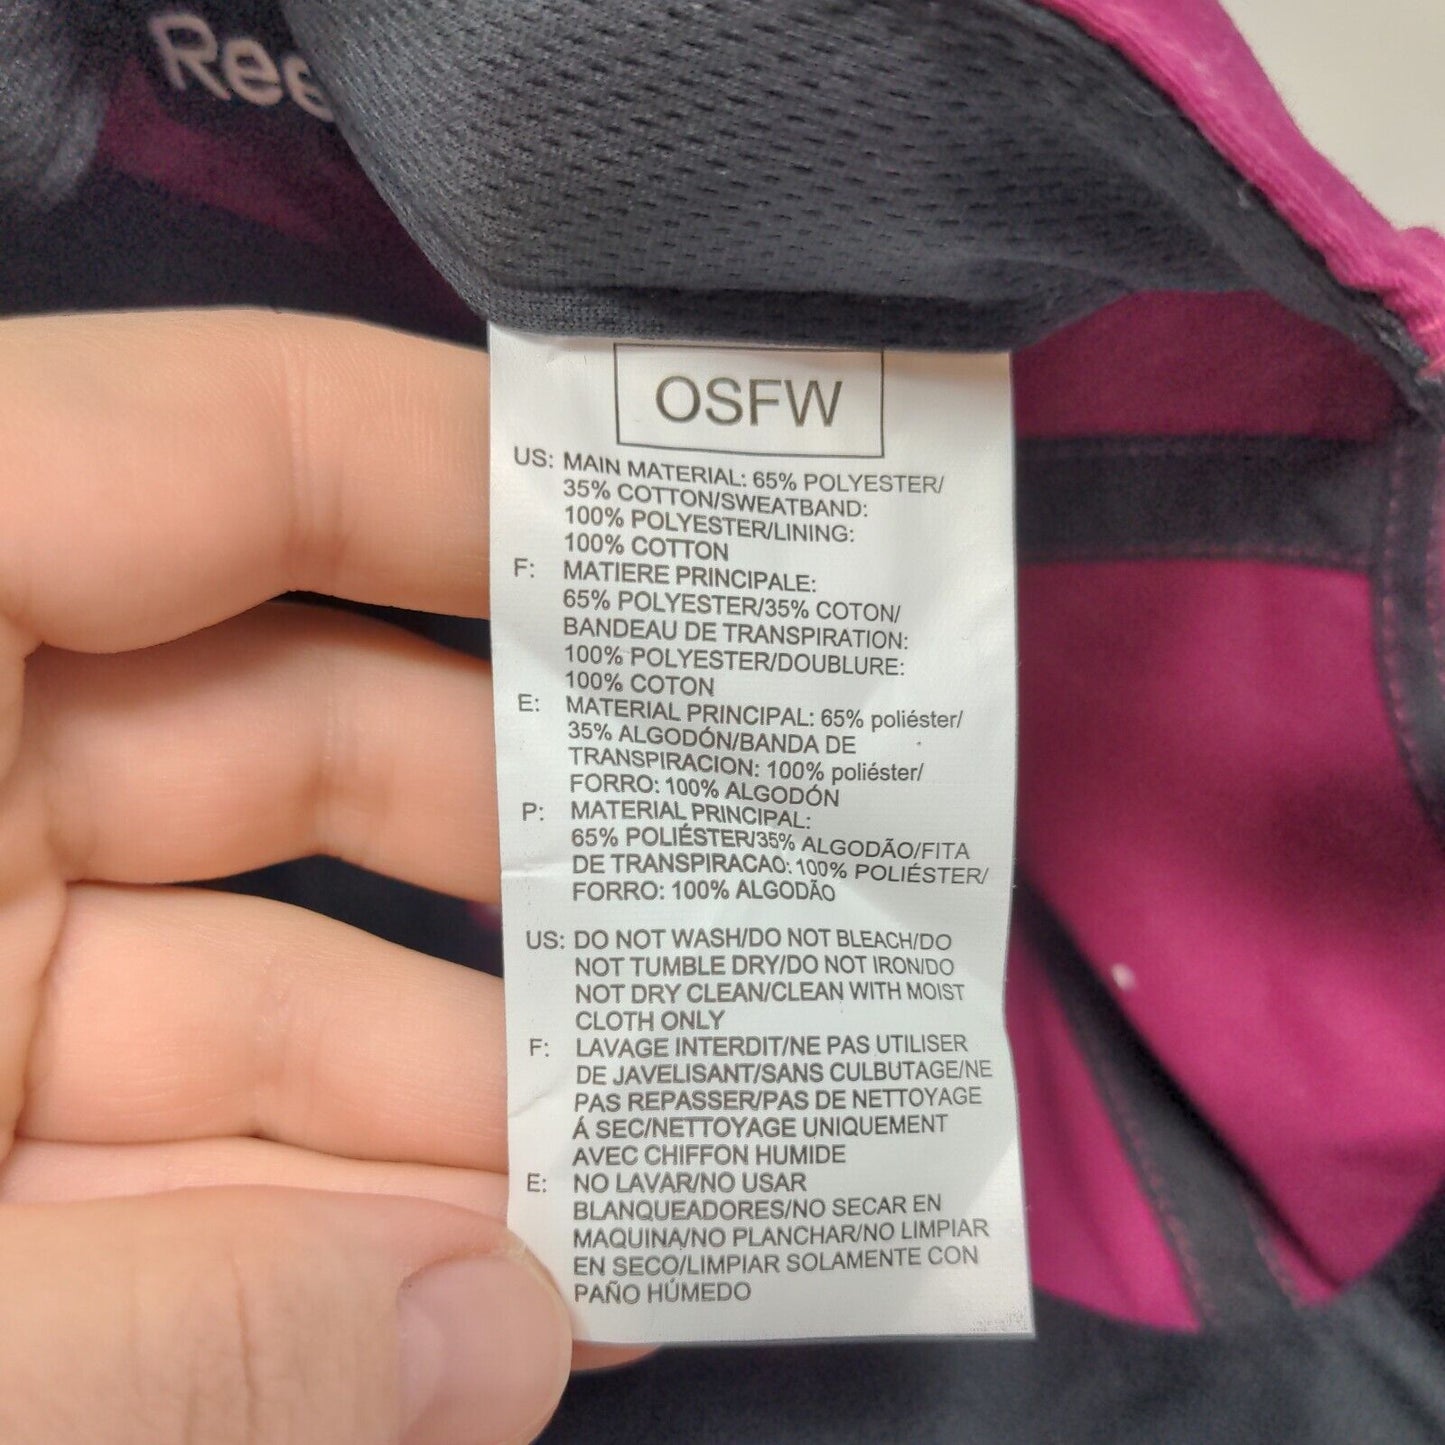 Ree
OSFW
US: MAIN MATERIAL: 65% POLYESTER/
35% COTTON/SWEATBAND:
100% POLYESTER/LINING:
100% COTTON
F: MATIERE PRINCIPALE:
65% POLYESTER/35% COTON/
BANDEAU DE TRANSPIRATION:
100% POLYESTER/DOUBLURE:
100% COTON
E: MATERIAL PRINCIPAL: 65% poliéster/
35% ALGODÓN/BANDA DE
TRANSPIRACION: 100% poliéster/
FORRO: 100% ALGODÓN
P: MATERIAL PRINCIPAL:
65% POLIÉSTER/35% ALGODÃO/FITA
DE TRANSPIRACAO: 100% POLIÉSTER/
FORRO: 100% ALGODÃO
US: DO NOT WASH/DO NOT BLEACH/DO
NOT TUMBLE DRY/DO NOT IRON/DO
NOT DRY CLEAN/CLEAN WITH MOIST
CLOTH ONLY
F: LAVAGE INTERDIT/NE PAS UTILISER
DE JAVELISANT/SANS CULBUTAGE/NE
PAS REPASSER/PAS DE NETTOYAGE
Á SEC/NETTOYAGE UNIQUEMENT
AVEC CHIFFON HUMIDE
E: NO LAVAR/NO USAR
BLANQUEADORES/NO SECAR EN
MAQUINA/NO PLANCHAR/NO LIMPIAR
EN SECO/LIMPIAR SOLAMENTE CON
PAÑO HÚMEDO